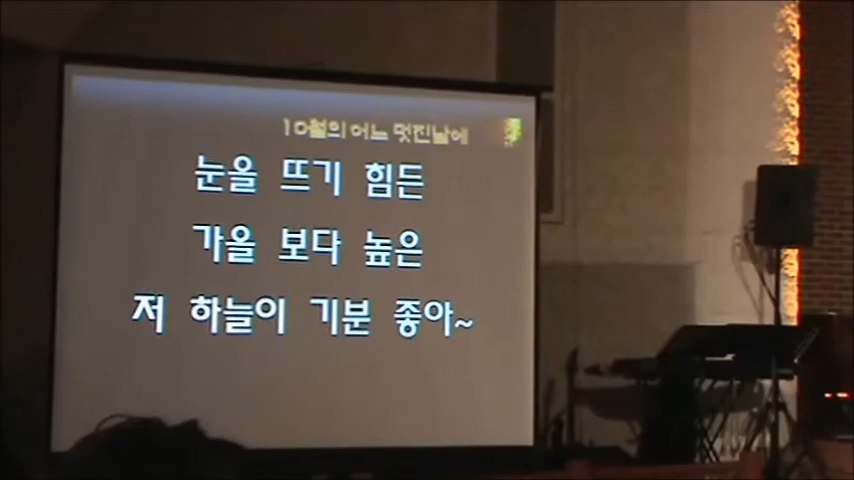 10월의 어느 멋진날에
눈을 뜨기 힘든
가을 보다 높은
저 하늘이 기분 좋아~